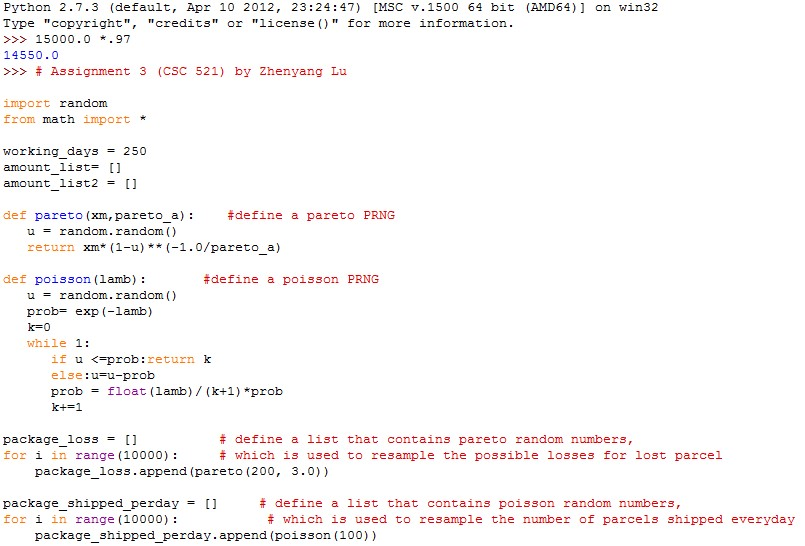 Python 2.7.3 (default, Apr 10 2012, 23:24:47) [MSC v.1500 64 bit (AMD64)] on win32
Type "copyright", "credits" or "license()" for more information.
>>> 15000.0 *.97
14550.0
>>> # Assignment 3 (CSC 521) by Zhenyang Lu
import random
from math import *
working_days = 250
amount_list= []
amount_list2 = []
def pareto(xm,pareto_a):    #define a pareto PRNG
   u = random.random()
   return xm*(1-u)**(-1.0/pareto_a)
def poisson(lamb):       #define a poisson PRNG
   u = random.random()
   prob= exp(-lamb)
   k=0
   while 1:
      if u <=prob:return k
      else:u=u-prob
      prob = float(lamb)/(k+1)*prob
      k+=1
package_loss = []          # define a list that contains pareto random numbers,
for i in range(10000):     # which is used to resample the possible losses for lost parcel
    package_loss.append(pareto(200, 3.0))
package_shipped_perday = []     # define a list that contains poisson random numbers,
for i in range(10000):           # which is used to resample the number of parcels shipped everyday
    package_shipped_perday.append(poisson(100))